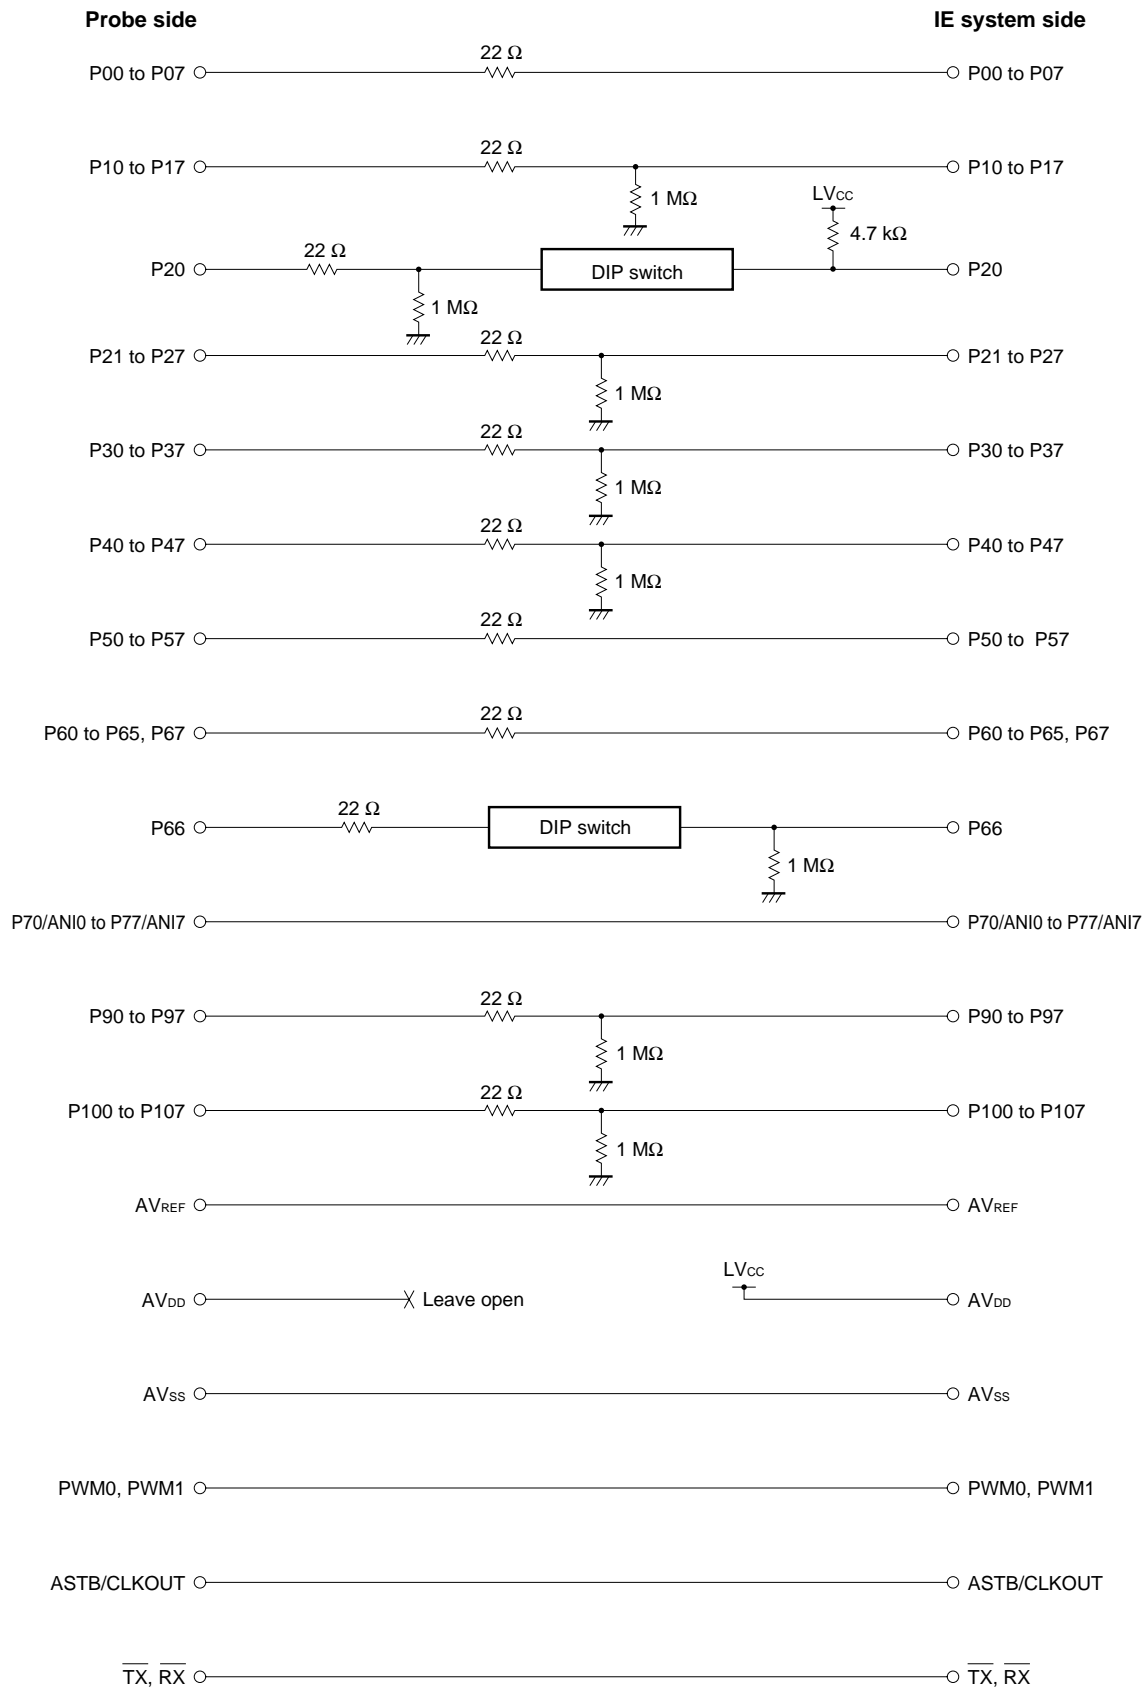 Probe side
IE system side
22 Ω
P00 to P07
P00 to P07
22 Ω
P10 to P17
P10 to P17
1 MΩ
LVCC
4.7 kΩ
22 Ω
P20
DIP switch
P20
1 MΩ
22 Ω
P21 to P27
P21 to P27
1 MΩ
22 Ω
P30 to P37
P30 to P37
1 MΩ
22 Ω
P40 to P47
P40 to P47
1 MΩ
22 Ω
P50 to P57
P50 to P57
22 Ω
P60 to P65, P67
P60 to P65, P67
22 Ω
P66
DIP switch
P66
1 MΩ
P70/ANI0 to P77/ANI7
P70/ANI0 to P77/ANI7
22 Ω
P90 to P97
P90 to P97
1 MΩ
22 Ω
P100 to P107
P100 to P107
1 MΩ
AVREF
AVREF
LVCC
AVDD
Leave open
AVDD
AVSS
AVSS
PWM0, PWM1
PWM0, PWM1
ASTB/CLKOUT
ASTB/CLKOUT
T̅X̅, R̅X̅
T̅X̅, R̅X̅